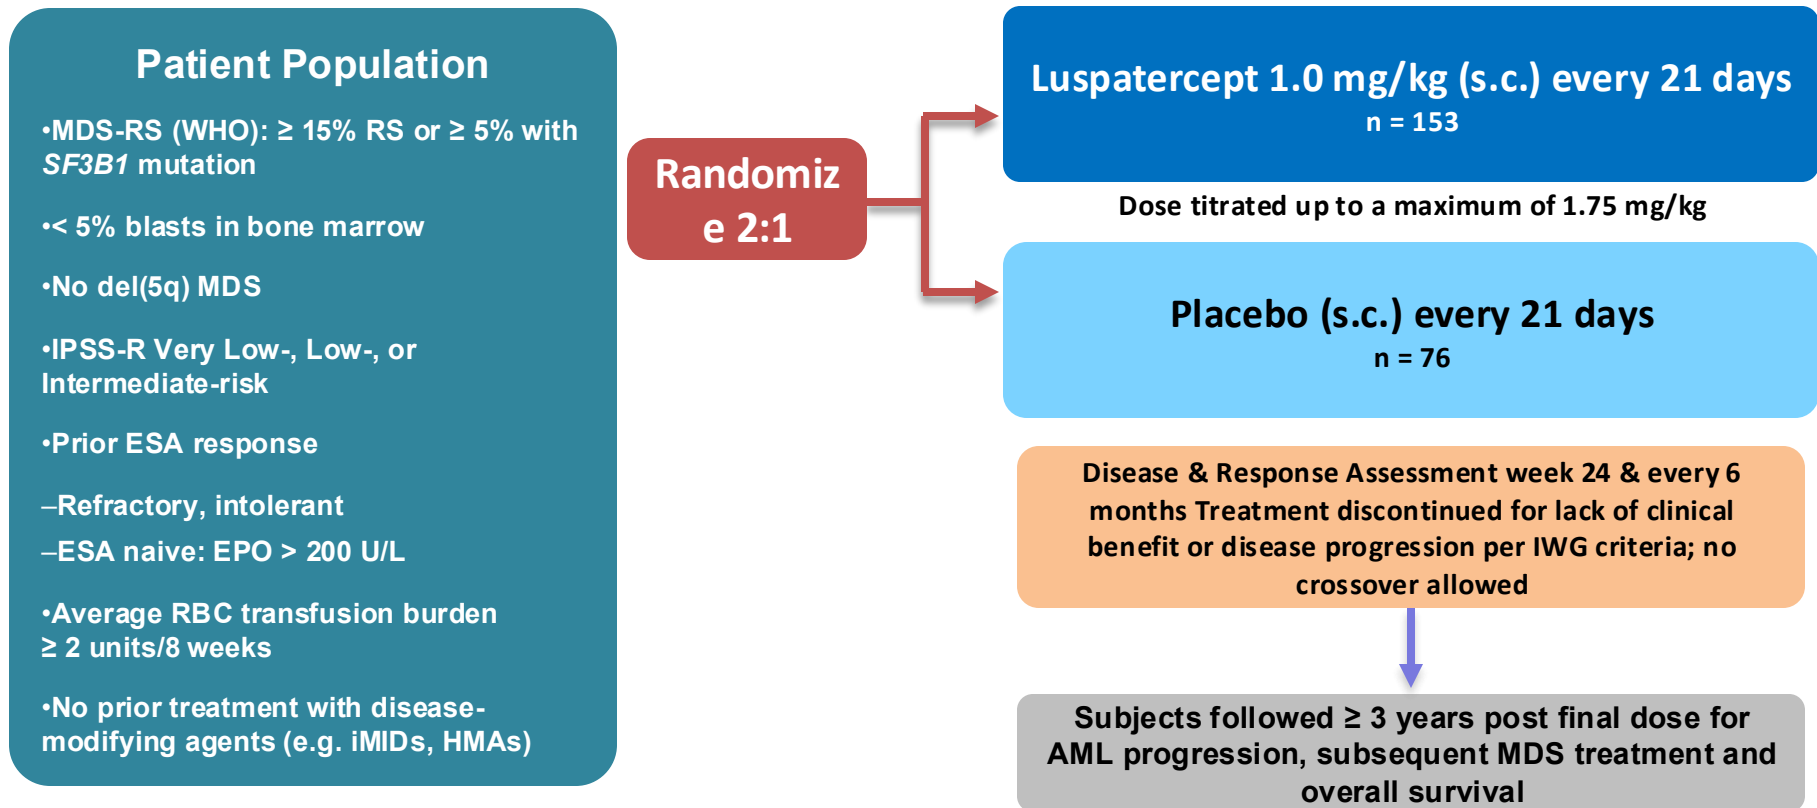 Patient Population
•MDS-RS (WHO): ≥ 15% RS or ≥ 5% with
SF3B1 mutation
•< 5% blasts in bone marrow
•No del(5q) MDS
•IPSS-R Very Low-, Low-, or
Intermediate-risk
•Prior ESA response
–Refractory, intolerant
–ESA naive: EPO > 200 U/L
•Average RBC transfusion burden
≥ 2 units/8 weeks
•No prior treatment with disease-
modifying agents (e.g. iMIDs, HMAs)
Randomiz
e 2:1
Luspatercept 1.0 mg/kg (s.c.) every 21 days
n = 153
Dose titrated up to a maximum of 1.75 mg/kg
Placebo (s.c.) every 21 days
n = 76
Disease & Response Assessment week 24 & every 6
months Treatment discontinued for lack of clinical
benefit or disease progression per IWG criteria; no
crossover allowed
Subjects followed ≥ 3 years post final dose for
AML progression, subsequent MDS treatment and
overall survival